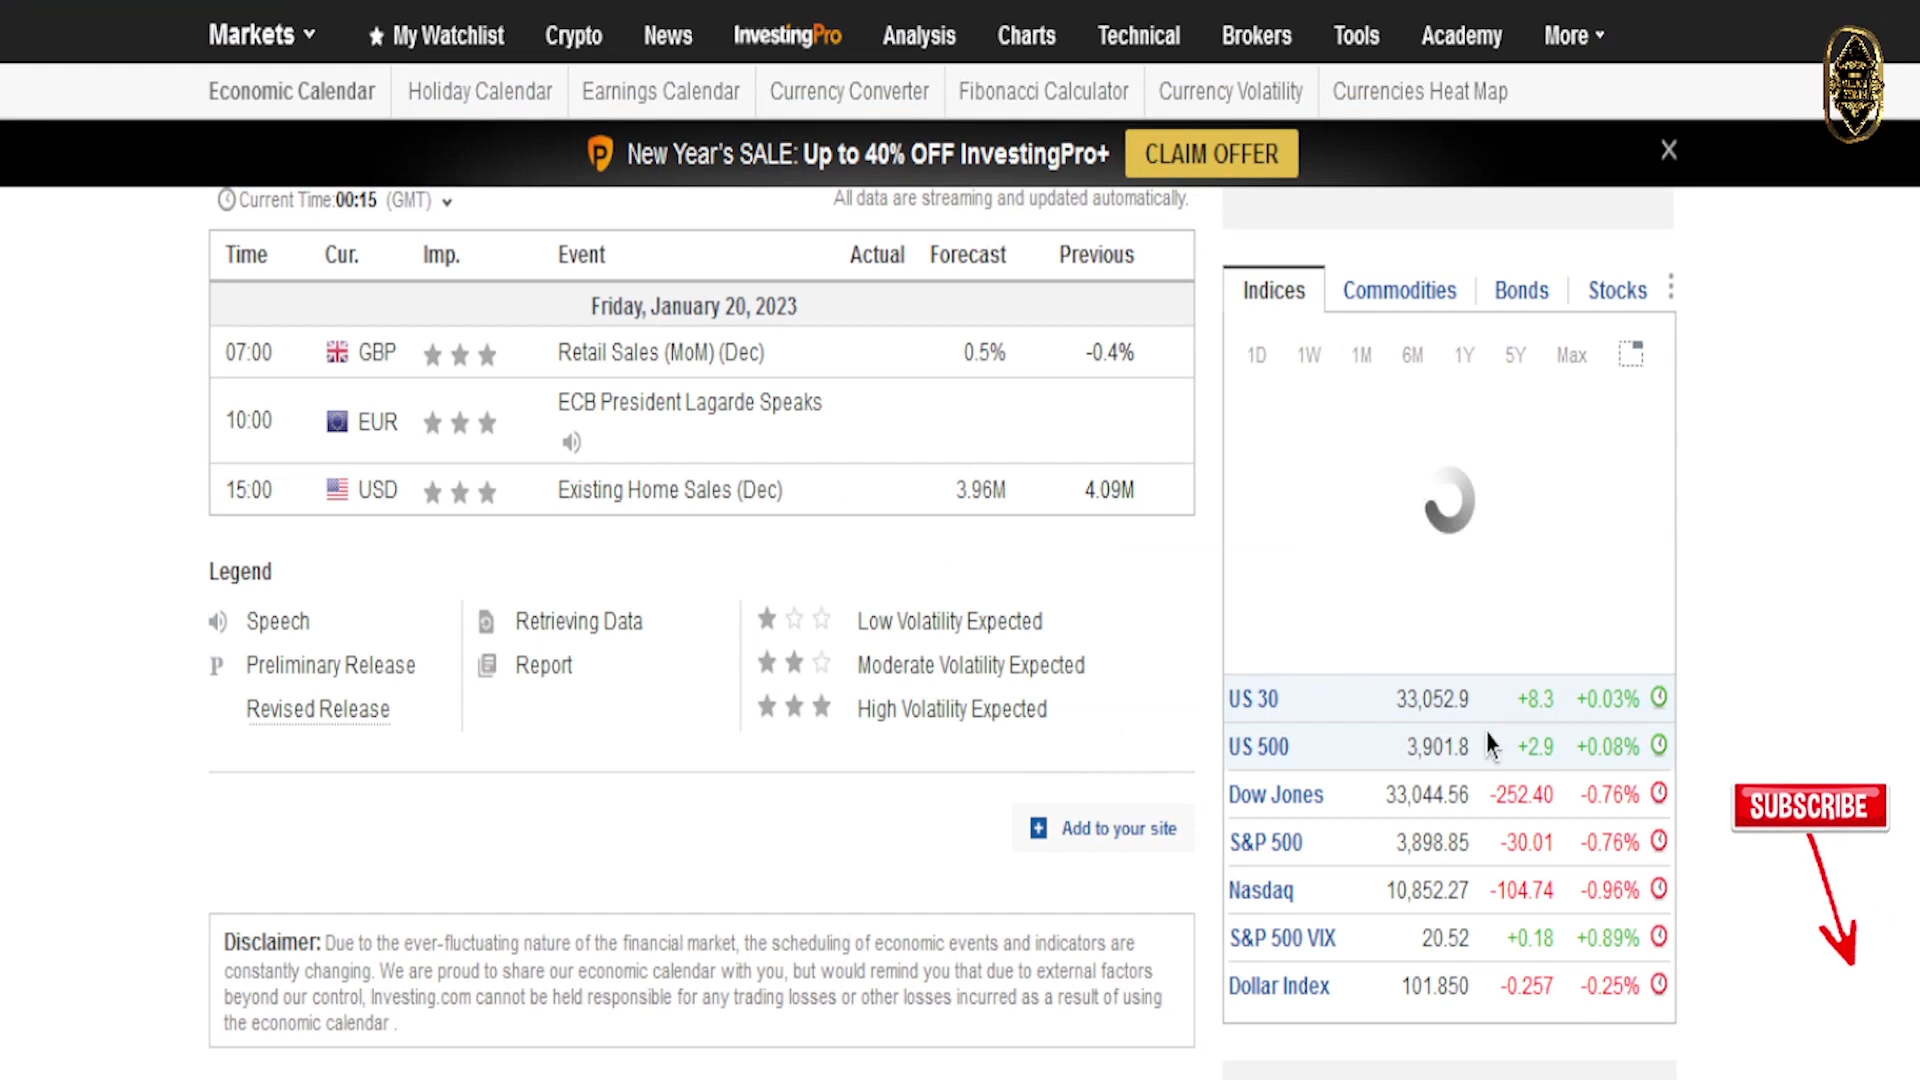 Markets My Watchlist Crypto News InvestingPro Analysis Charts Technical Brokers Tools Academy More
Economic Calendar Holiday Calendar Earnings Calendar Currency Converter Fibonacci Calculator Currency Volatility Currencies Heat Map
P New Year's SALE: Up to 40% OFF InvestingPro+ CLAIM OFFER X
Current Time:00:15 (GMT) All data are streaming and updated automatically.
Time Cur. Imp. Event Actual Forecast Previous
Friday, January 20, 2023
07:00 GBP Retail Sales (MoM) (Dec) 0.5% -0.4%
10:00 EUR ECB President Lagarde Speaks
15:00 USD Existing Home Sales (Dec) 3.96M 4.09M
Legend
Speech Retrieving Data Low Volatility Expected
P Preliminary Release Report Moderate Volatility Expected
Revised Release High Volatility Expected
Add to your site
Disclaimer: Due to the ever-fluctuating nature of the financial market, the scheduling of economic events and indicators are
constantly changing. We are proud to share our economic calendar with you, but would remind you that due to external factors
beyond our control, Investing.com cannot be held responsible for any trading losses or other losses incurred as a result of using
the economic calendar .
Indices Commodities Bonds Stocks
1D 1W 1M 6M 1Y 5Y Max
US 30 33,052.9 +8.3 +0.03%
US 500 3,901.8 +2.9 +0.08%
Dow Jones 33,044.56 -252.40 -0.76%
S&P 500 3,898.85 -30.01 -0.76%
Nasdaq 10,852.27 -104.74 -0.96%
S&P 500 VIX 20.52 +0.18 +0.89%
Dollar Index 101.850 -0.257 -0.25%
SUBSCRIBE